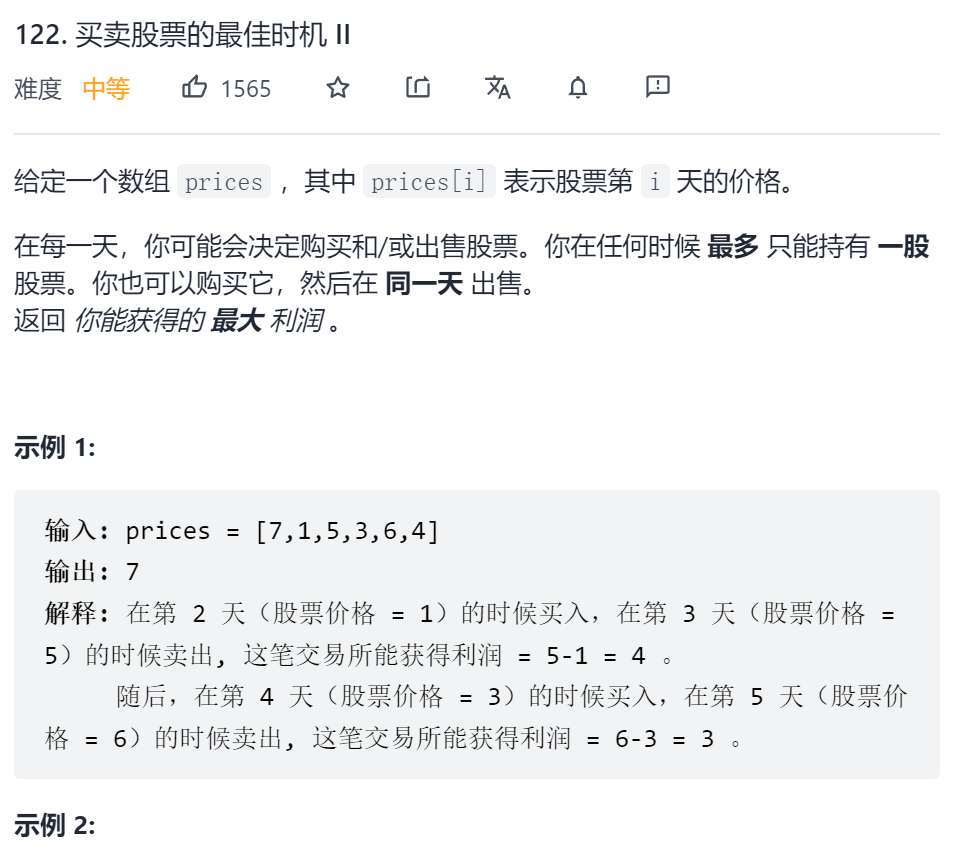 122. 买卖股票的最佳时机 II
难度 中等 1565
给定一个数组 prices ，其中 prices[i] 表示股票第 i 天的价格。
在每一天，你可能会决定购买和/或出售股票。你在任何时候 最多 只能持有 一股
股票。你也可以购买它，然后在 同一天 出售。
返回 你能获得的 最大 利润 。
示例 1:
输入: prices = [7,1,5,3,6,4]
输出: 7
解释: 在第 2 天（股票价格 = 1）的时候买入，在第 3 天（股票价格 =
5）的时候卖出, 这笔交易所能获得利润 = 5-1 = 4 。
随后，在第 4 天（股票价格 = 3）的时候买入，在第 5 天（股票价
格 = 6）的时候卖出, 这笔交易所能获得利润 = 6-3 = 3 。
示例 2: